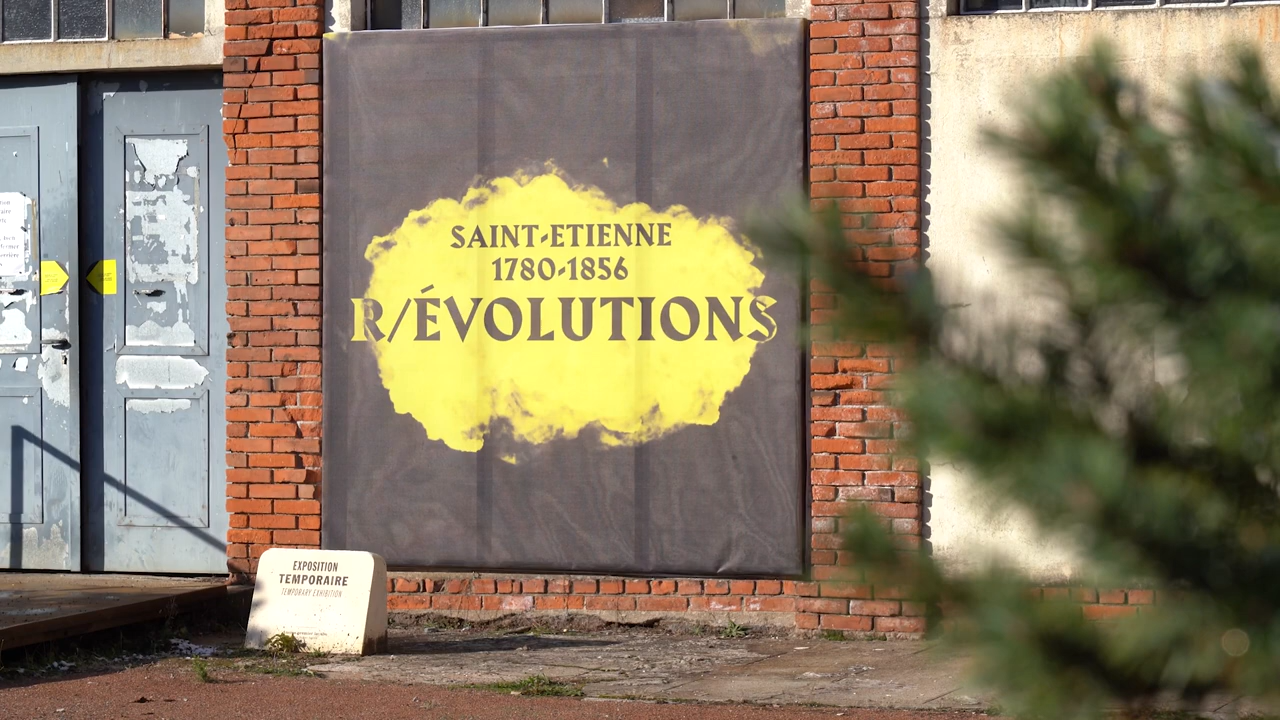 SAINT-ETIENNE
1780-1856
R/ÉVOLUTIONS
EXPOSITION
TEMPORAIRE
TEMPORARY EXHIBITION